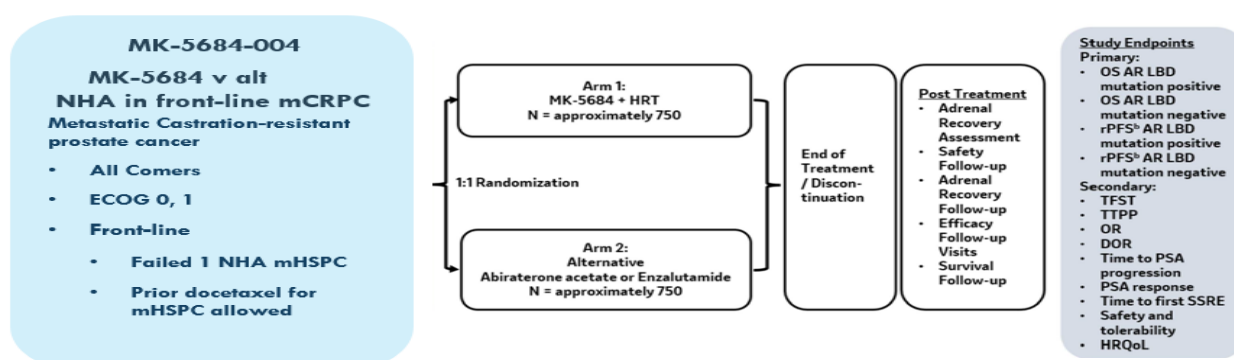 MK-5684-004
MK-5684 v alt
NHA in front-line mCRPC
Metastatic Castration-resistant
prostate cancer
• All Comers
• ECOG 0, 1
• Front-line
• Failed 1 NHA mHSPC
• Prior docetaxel for
mHSPC allowed
1:1 Randomization
Arm 1:
MK-5684 + HRT
N = approximately 750
Arm 2:
Alternative
Abiraterone acetate or Enzalutamide
N = approximately 750
End of
Treatment
/ Discon-
tinuation
Post Treatment
• Adrenal
Recovery
Assessment
• Safety
Follow-up
• Adrenal
Recovery
Follow-up
• Efficacy
Follow-up
Visits
• Survival
Follow-up
Study Endpoints
Primary:
• OS AR LBD
mutation positive
• OS AR LBD
mutation negative
• rPFSᵇ AR LBD
mutation positive
• rPFSᵇ AR LBD
mutation negative
Secondary:
• TFST
• TTPP
• OR
• DOR
• Time to PSA
progression
• PSA response
• Time to first SSRE
• Safety and
tolerability
• HRQoL